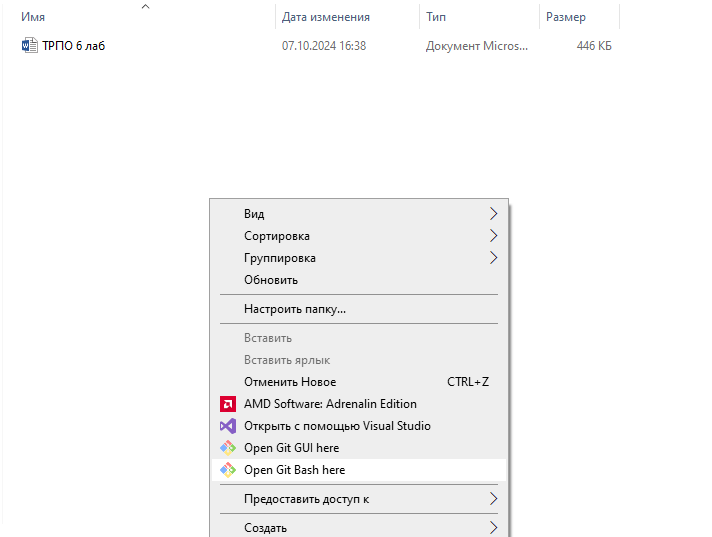 Имя Дата изменения Тип Размер
ТРПО 6 лаб 07.10.2024 16:38 Документ Micros... 446 КБ
Вид
Сортировка
Группировка
Обновить
Настроить папку...
Вставить
Вставить ярлык
Отменить Новое CTRL+Z
AMD Software: Adrenalin Edition
Открыть с помощью Visual Studio
Open Git GUI here
Open Git Bash here
Предоставить доступ к
Создать